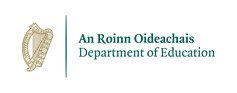 An Roinn Oideachais
Department of Education